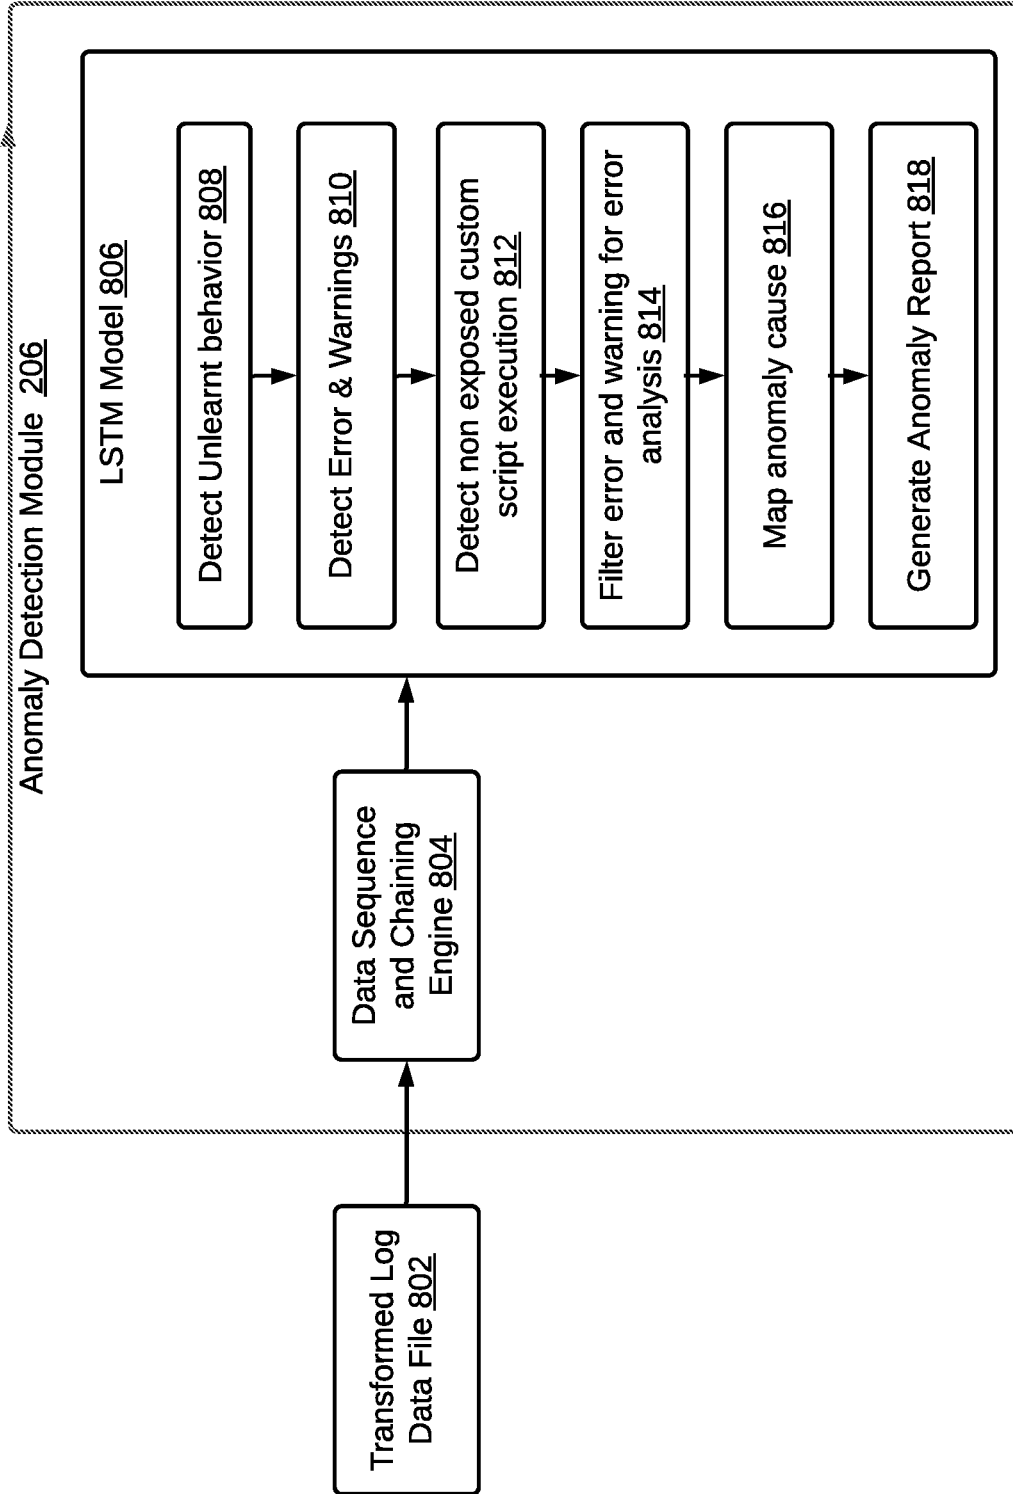 Anomaly Detection Module 206
LSTM Model 806
Detect Unlearnt behavior 808
Detect Error & Warnings 810
Detect non exposed custom
script execution 812
Filter error and warning for error
analysis 814
Map anomaly cause 816
Generate Anomaly Report 818
Data Sequence
and Chaining
Engine 804
Transformed Log
Data File 802